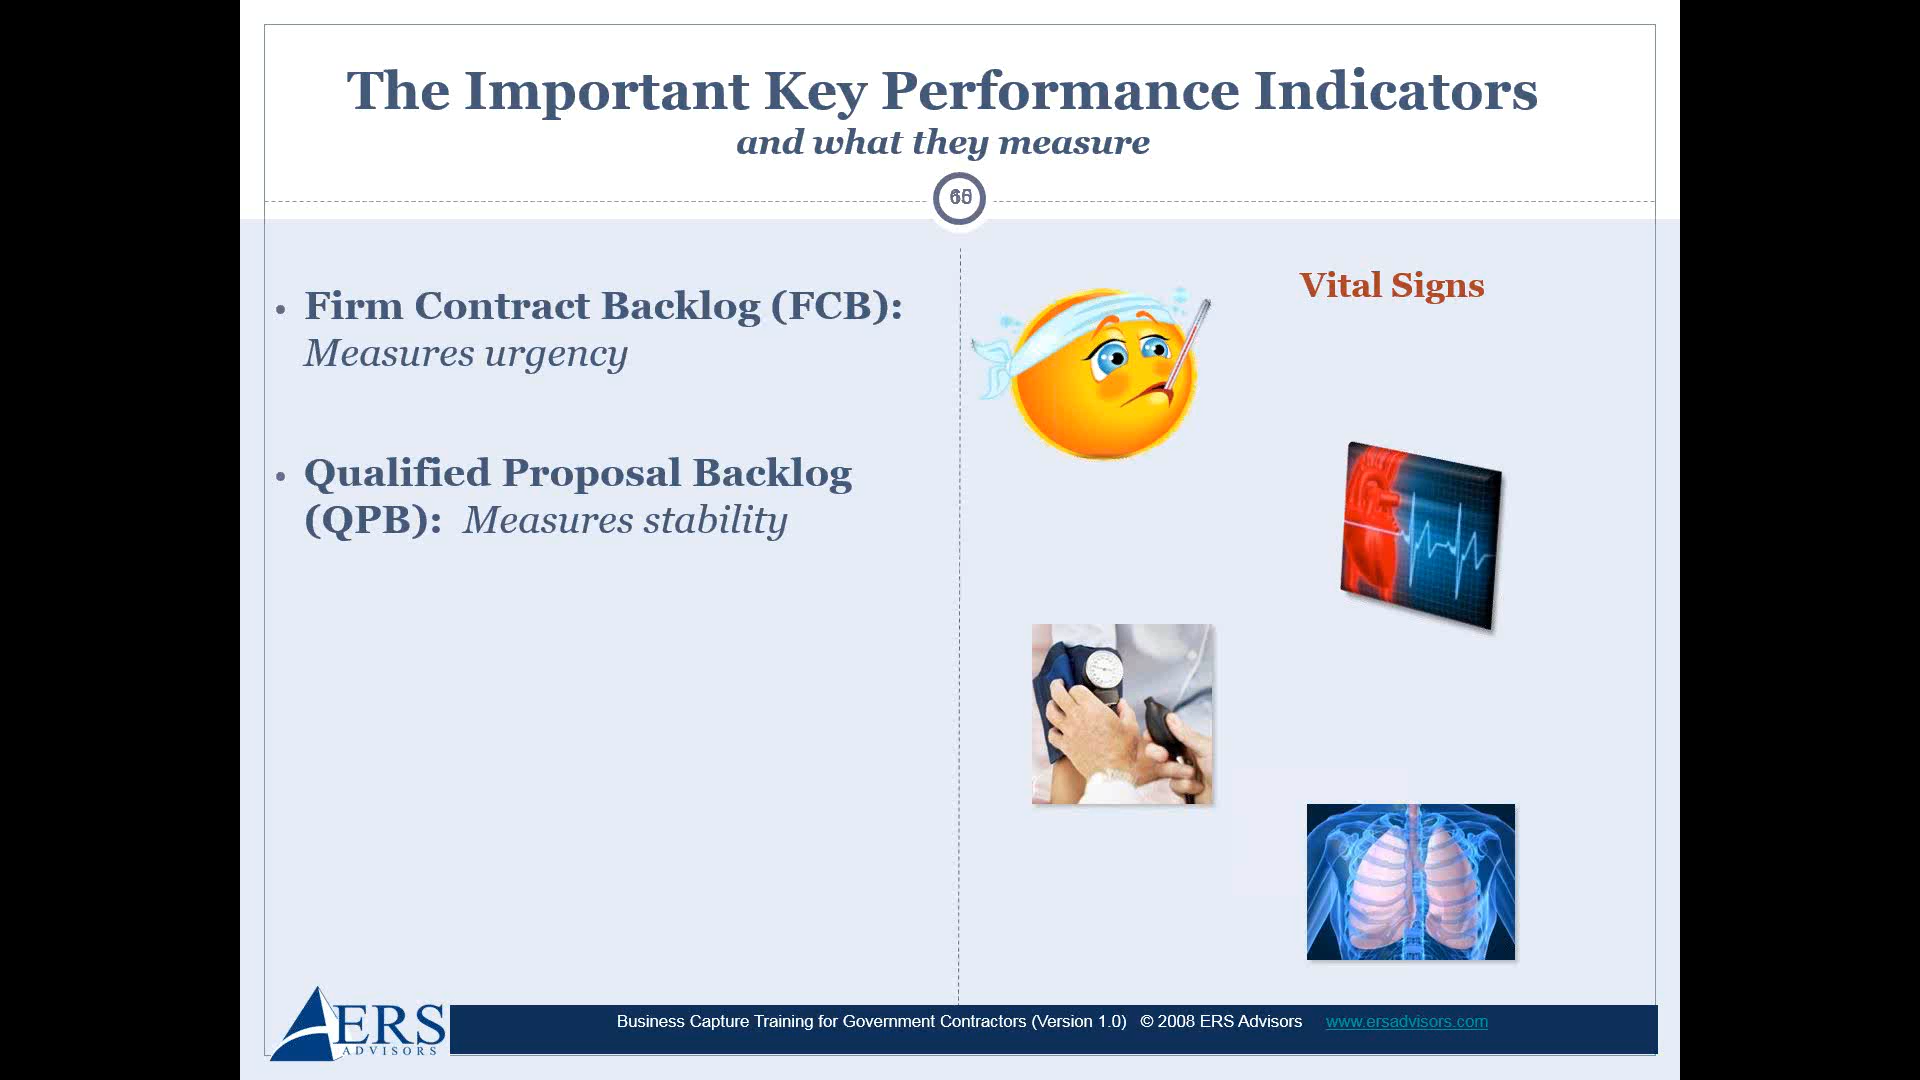 The Important Key Performance Indicators
and what they measure
• Firm Contract Backlog (FCB):
Measures urgency
• Qualified Proposal Backlog
(QPB): Measures stability
Vital Signs
ERS
ADVISORS
Business Capture Training for Government Contractors (Version 1.0) © 2008 ERS Advisors www.ersadvisors.com